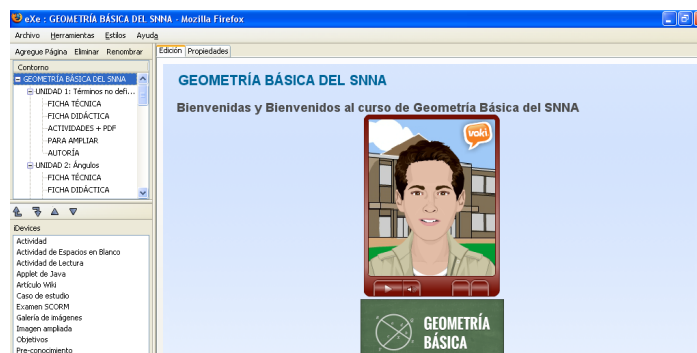 eXe : GEOMETRÍA BÁSICA DEL SNNA - Mozilla Firefox
Archivo Herramientas Estilos Ayuda
Agregue Página Eliminar Renombrar
Edición Propiedades
Contorno
GEOMETRÍA BÁSICA DEL SNNA
UNIDAD 1: Términos no defi...
FICHA TÉCNICA
FICHA DIDÁCTICA
ACTIVIDADES + PDF
PARA AMPLIAR
AUTORÍA
UNIDAD 2: Ángulos
FICHA TÉCNICA
FICHA DIDÁCTICA
iDevices
Actividad
Actividad de Espacios en Blanco
Actividad de Lectura
Applet de Java
Artículo Wiki
Caso de estudio
Examen SCORM
Galería de imágenes
Imagen ampliada
Objetivos
Pre-conocimiento
GEOMETRÍA BÁSICA DEL SNNA
Bienvenidas y Bienvenidos al curso de Geometría Básica del SNNA
voki
GEOMETRÍA
BÁSICA